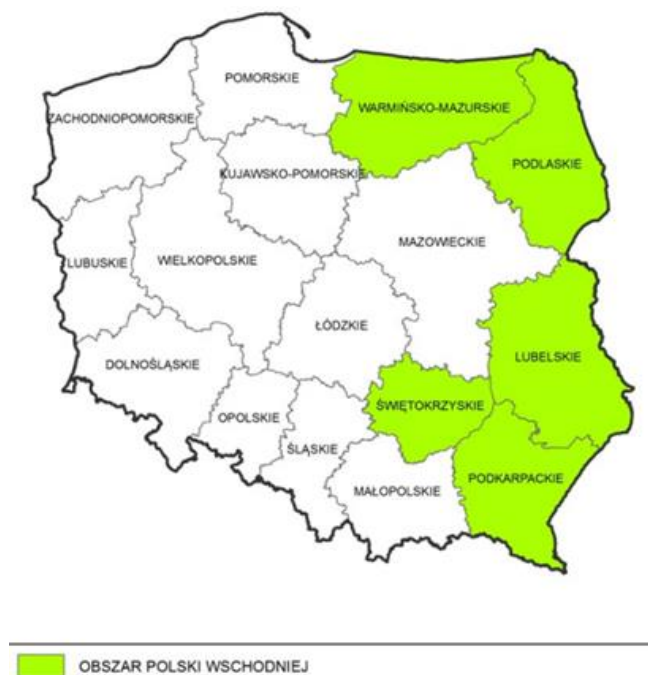 POMORSKIE
WARMIŃSKO-MAZURSKIE
ZACHODNIOPOMORSKIE
PODLASKIE
KUJAWSKO-POMORSKIE
MAZOWIECKIE
LUBUSKIE
WIELKOPOLSKIE
ŁÓDZKIE
LUBELSKIE
DOLNOŚLĄSKIE
ŚWIĘTOKRZYSKIE
OPOLSKIE
ŚLĄSKIE
PODKARPACKIE
MAŁOPOLSKIE
OBSZAR POLSKI WSCHODNIEJ